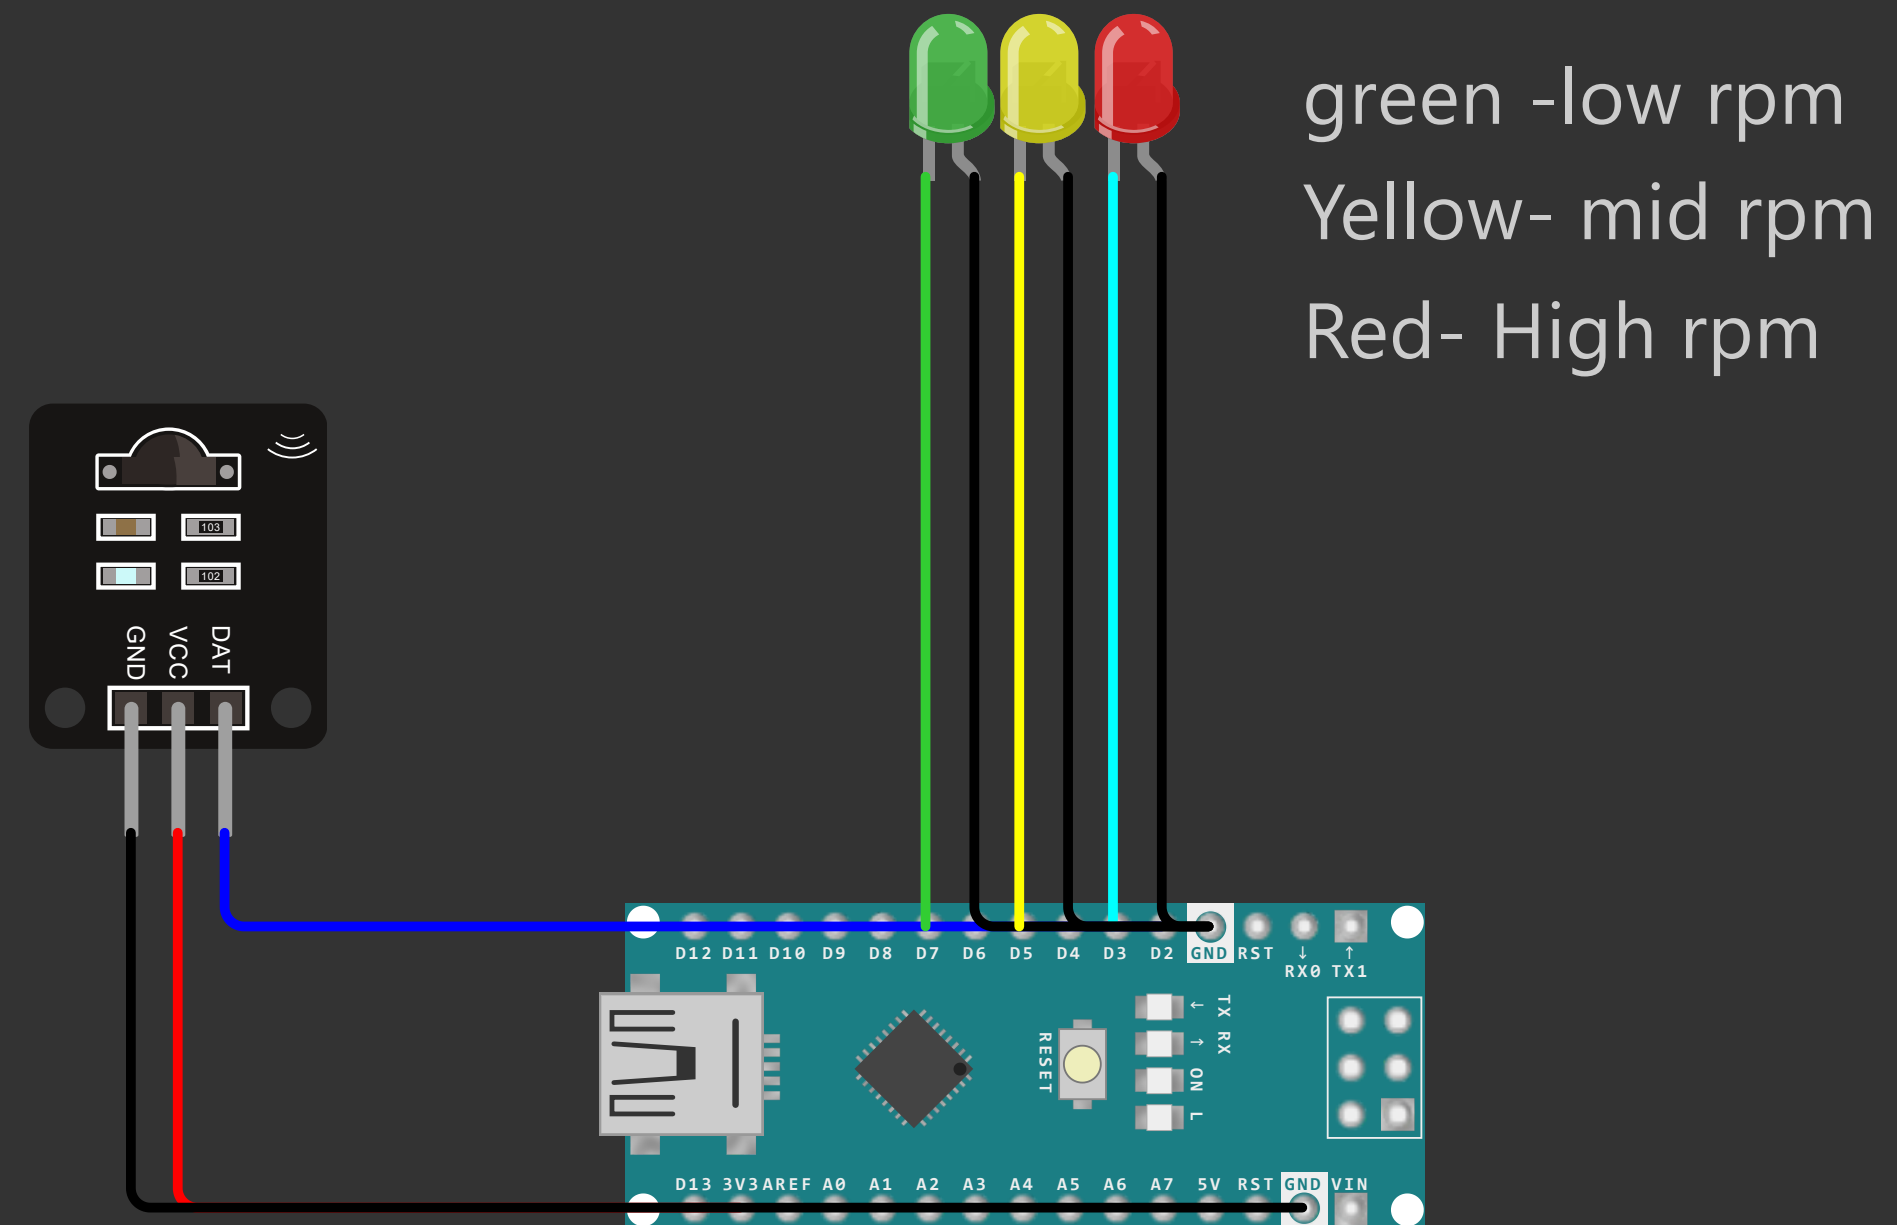 green -low rpm
Yellow- mid rpm
Red- High rpm
103
102
GND VCC DAT
D12 D11 D10 D9 D8 D7 D6 D5 D4 D3 D2 GND RST
↓ ↑
RX0 TX1
← TX
→ RX
RESET
ON
L
D13 3V3 AREF A0 A1 A2 A3 A4 A5 A6 A7 5V RST GND VIN